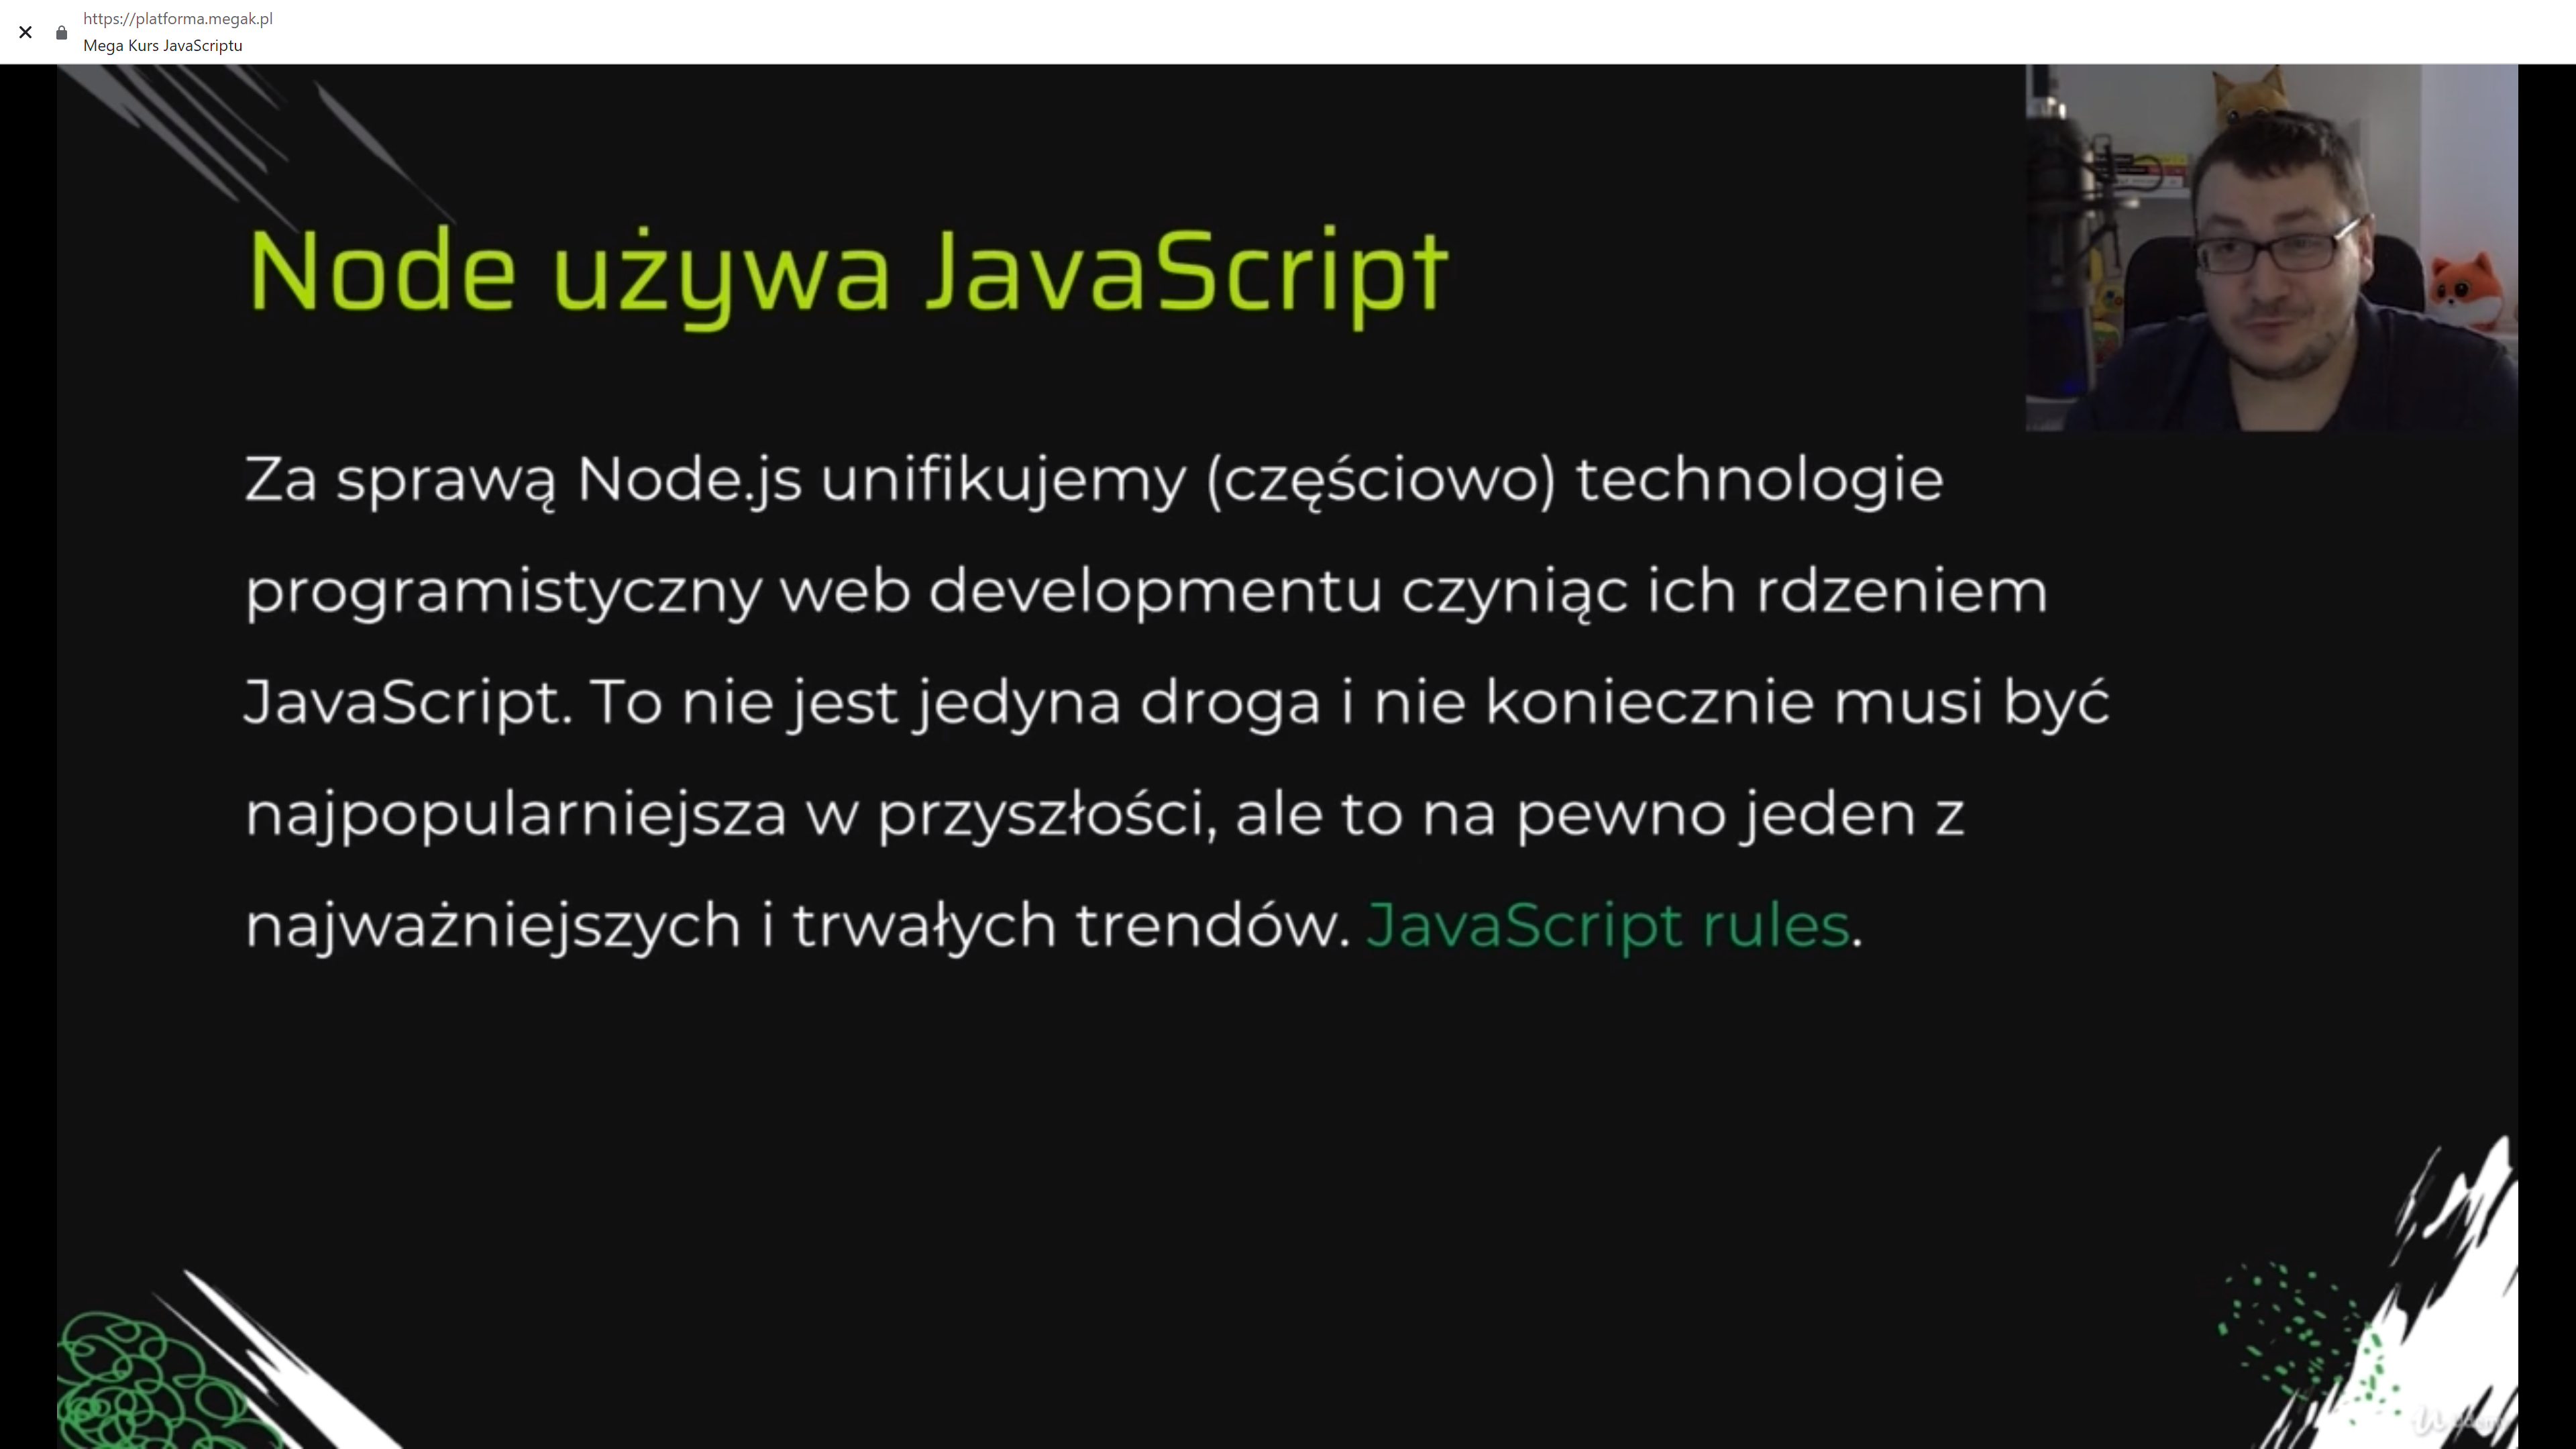 https://platforma.megak.pl
Mega Kurs JavaScriptu
Node używa JavaScript
Za sprawą Node.js unifikujemy (częściowo) technologie
programistyczny web developmentu czyniąc ich rdzeniem
JavaScript. To nie jest jedyna droga i nie koniecznie musi być
najpopularniejsza w przyszłości, ale to na pewno jeden z
najważniejszych i trwałych trendów. JavaScript rules.